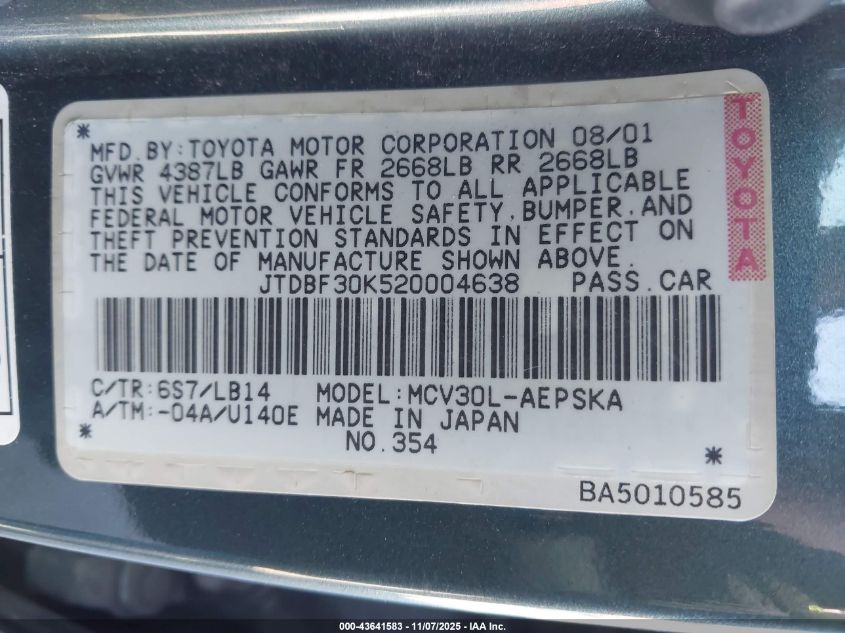 MFD.BY:TOYOTA MOTOR CORPORATION 08/01
GVWR 4387LB GAWR FR 2668LB RR 2668LB
THIS VEHICLE CONFORMS TO ALL APPLICABLE
FEDERAL MOTOR VEHICLE SAFETY,BUMPER,AND
THEFT PREVENTION STANDARDS IN EFFECT ON
THE DATE OF MANUFACTURE SHOWN ABOVE.
JTDBF30K520004638 PASS.CAR
TOYOTA
C/TR:6S7/LB14 MODEL:MCV30L-AEPSKA
A/TM:-04A/U140E MADE IN JAPAN
NO.354
BA5010585
000-43641583 - 11/07/2025 - IAA Inc.